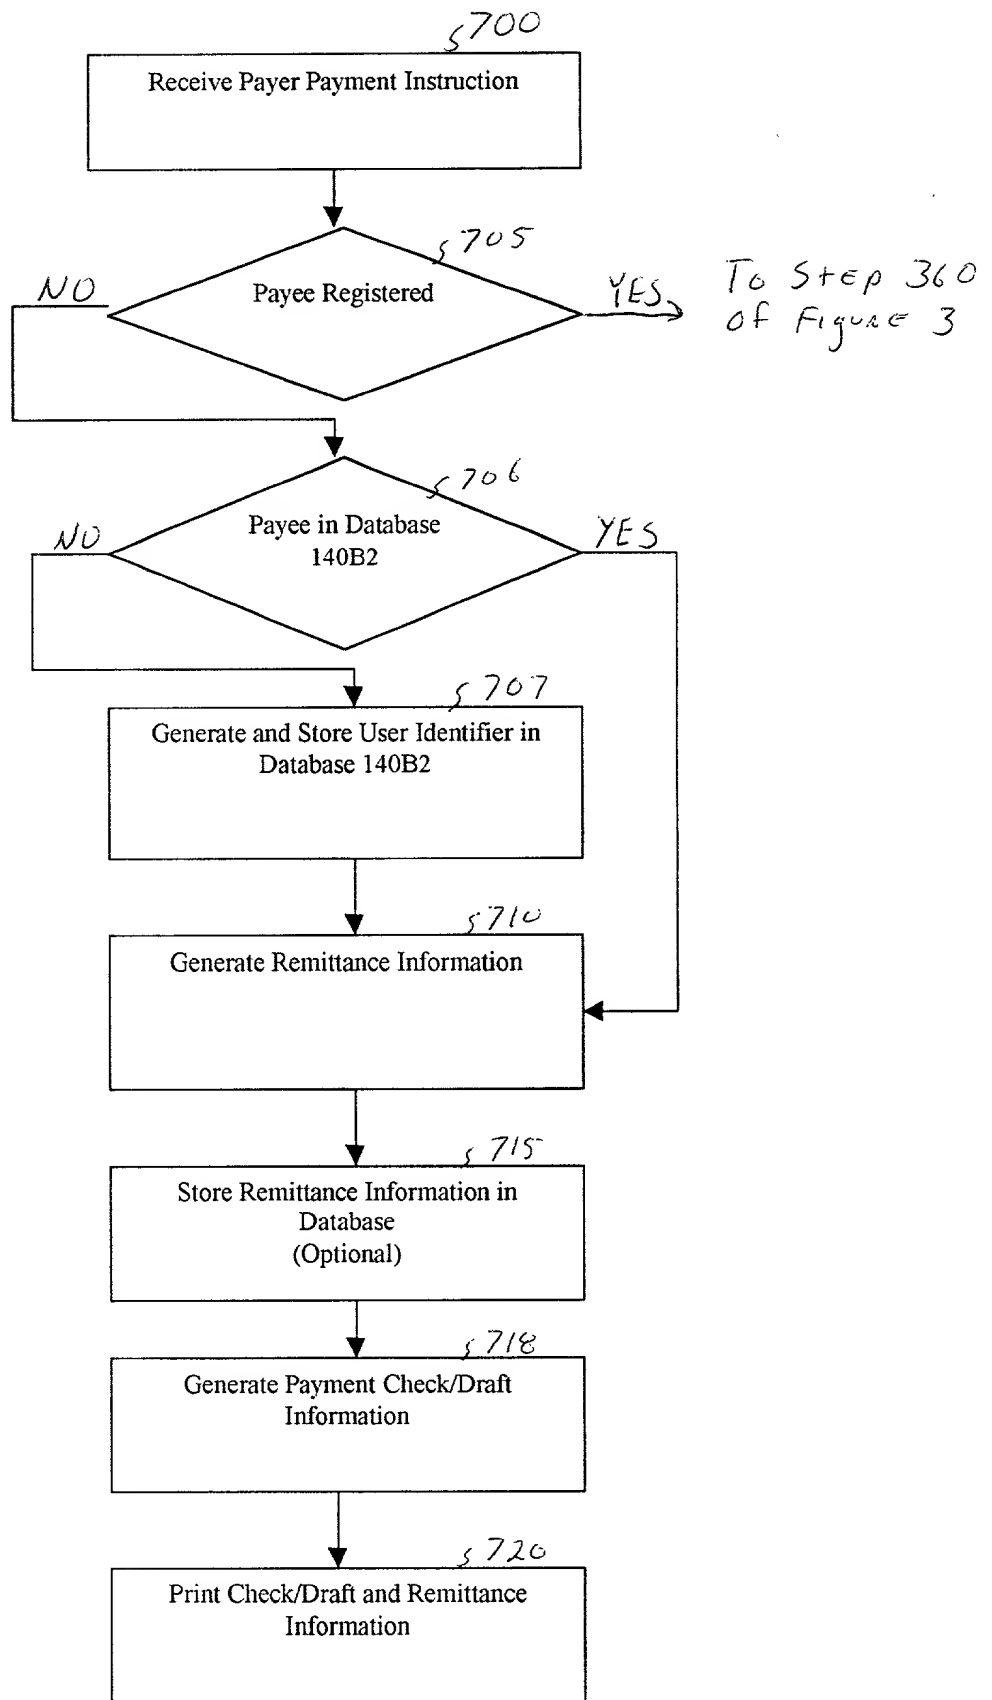 700
Receive Payer Payment Instruction
705
Payee Registered
NO
YES
To Step 360
of Figure 3
706
Payee in Database
140B2
NO
YES
707
Generate and Store User Identifier in
Database 140B2
710
Generate Remittance Information
715
Store Remittance Information in
Database
(Optional)
718
Generate Payment Check/Draft
Information
720
Print Check/Draft and Remittance
Information